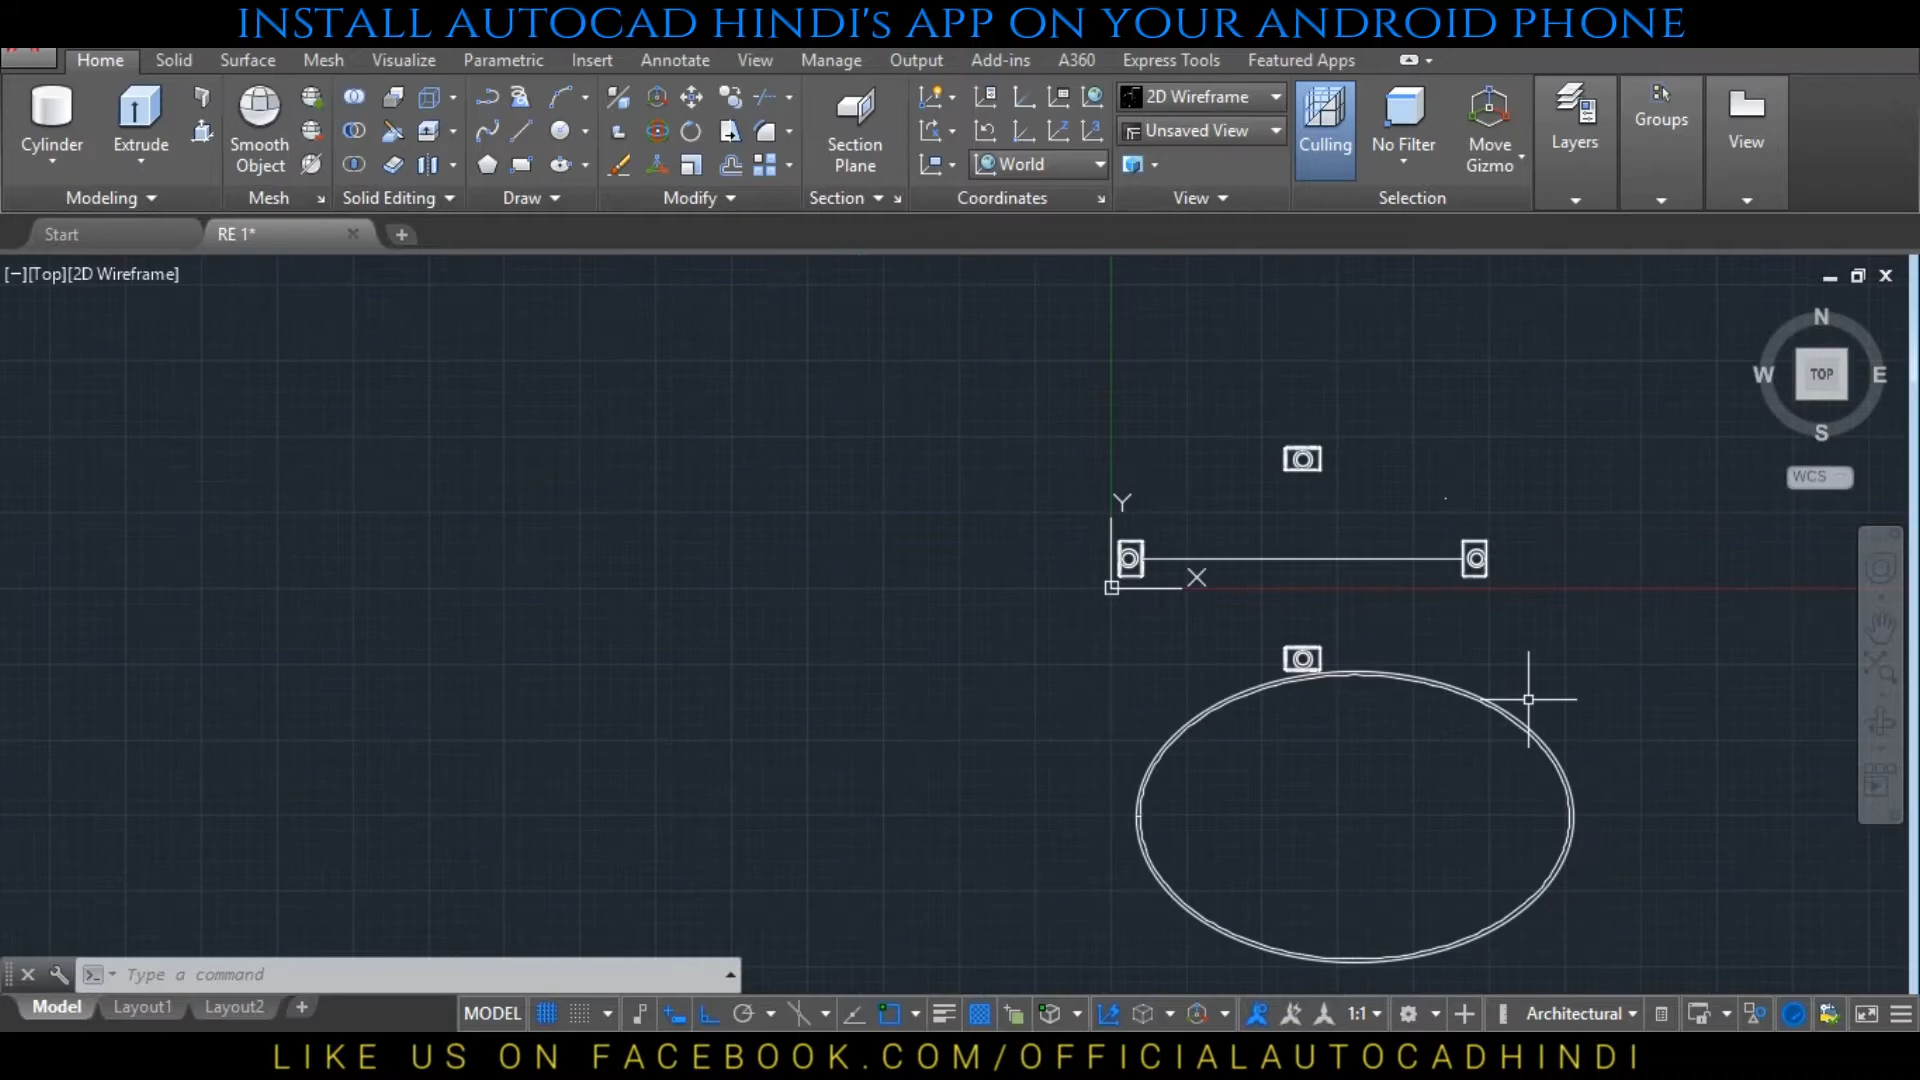 INSTALL AUTOCAD HINDI's APP ON YOUR ANDROID PHONE
Home Solid Surface Mesh Visualize Parametric Insert Annotate View Manage Output Add-ins A360 Express Tools Featured Apps
2D Wireframe
Unsaved View
Cylinder Extrude Smooth Object Section Plane Culling No Filter Move Gizmo Layers Groups View
World
Modeling Mesh Solid Editing Draw Modify Section Coordinates View Selection
Start RE 1*
[−][Top][2D Wireframe]
N
W TOP E
S
WCS
Y
X
Type a command
Model Layout1 Layout2 + MODEL 1:1 Architectural
LIKE US ON FACEBOOK.COM/OFFICIALAUTOCADHINDI